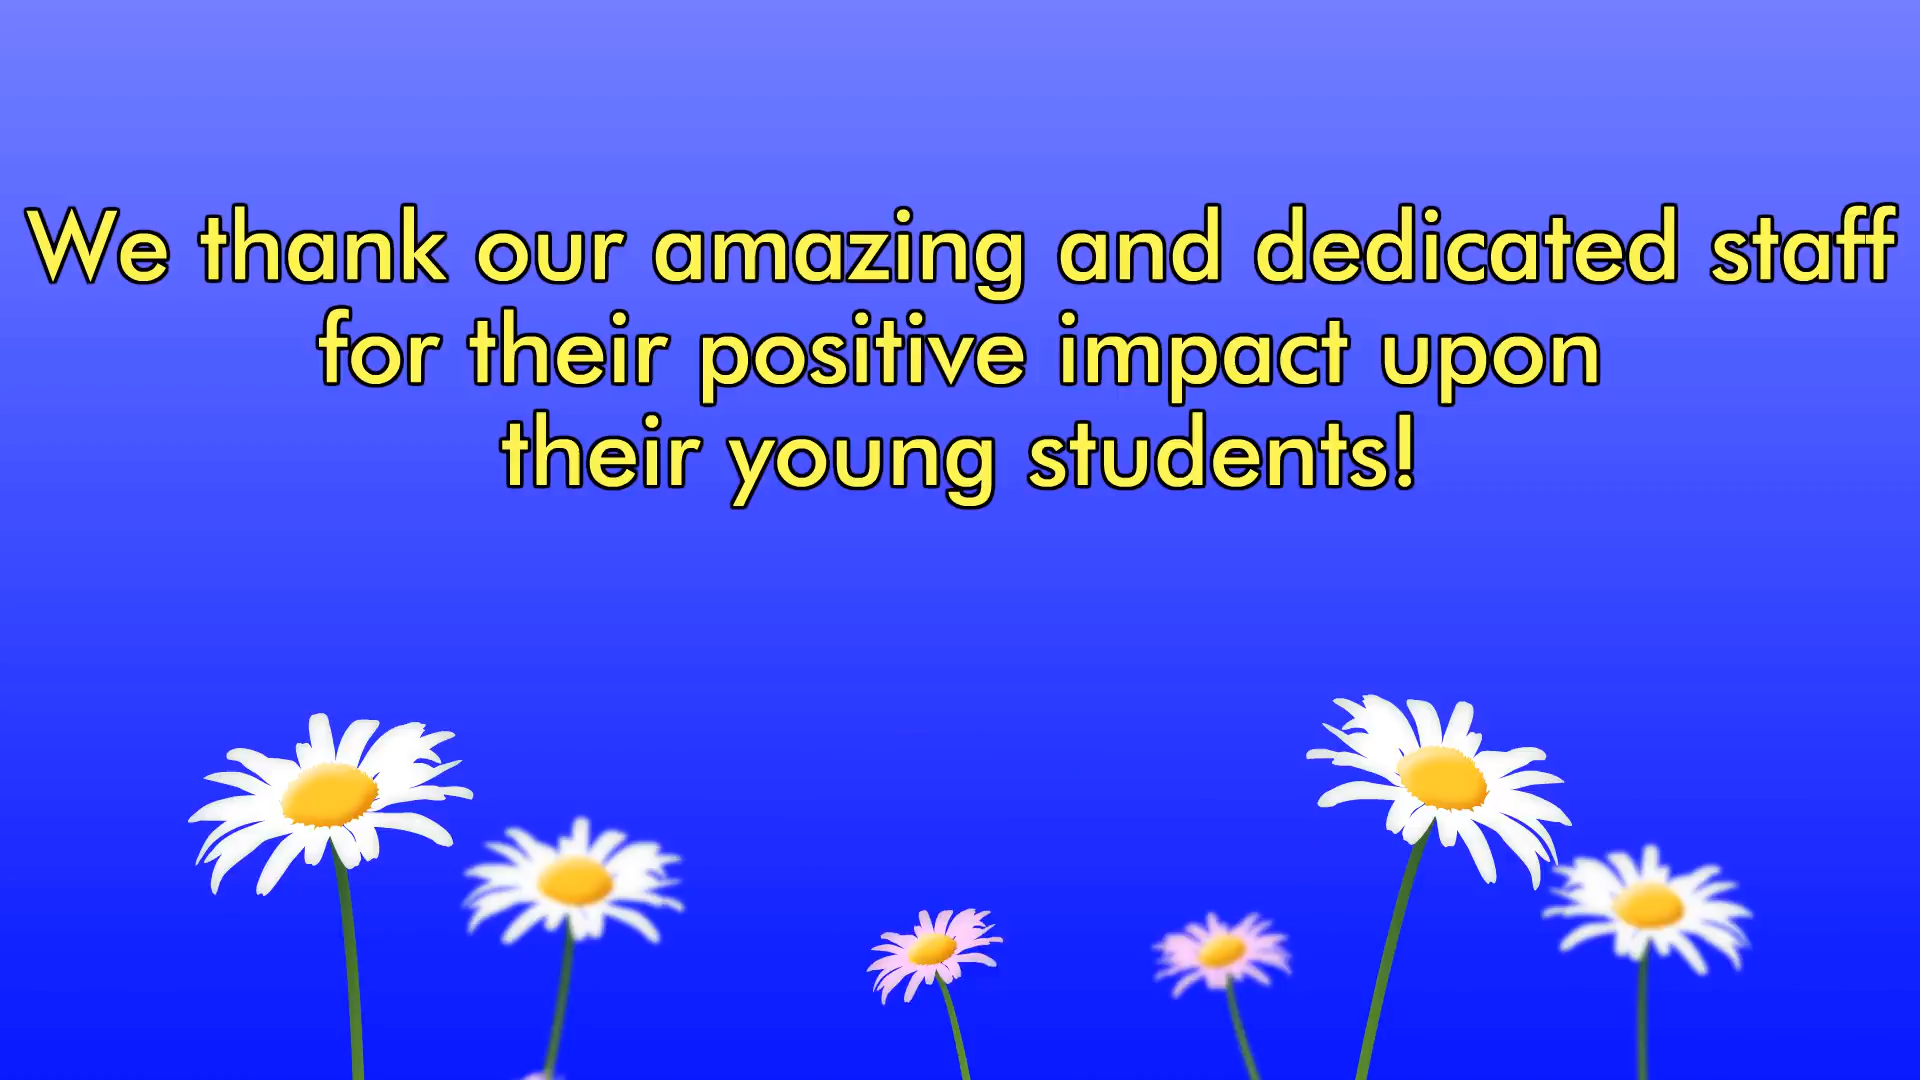 We thank our amazing and dedicated staff
for their positive impact upon
their young students!